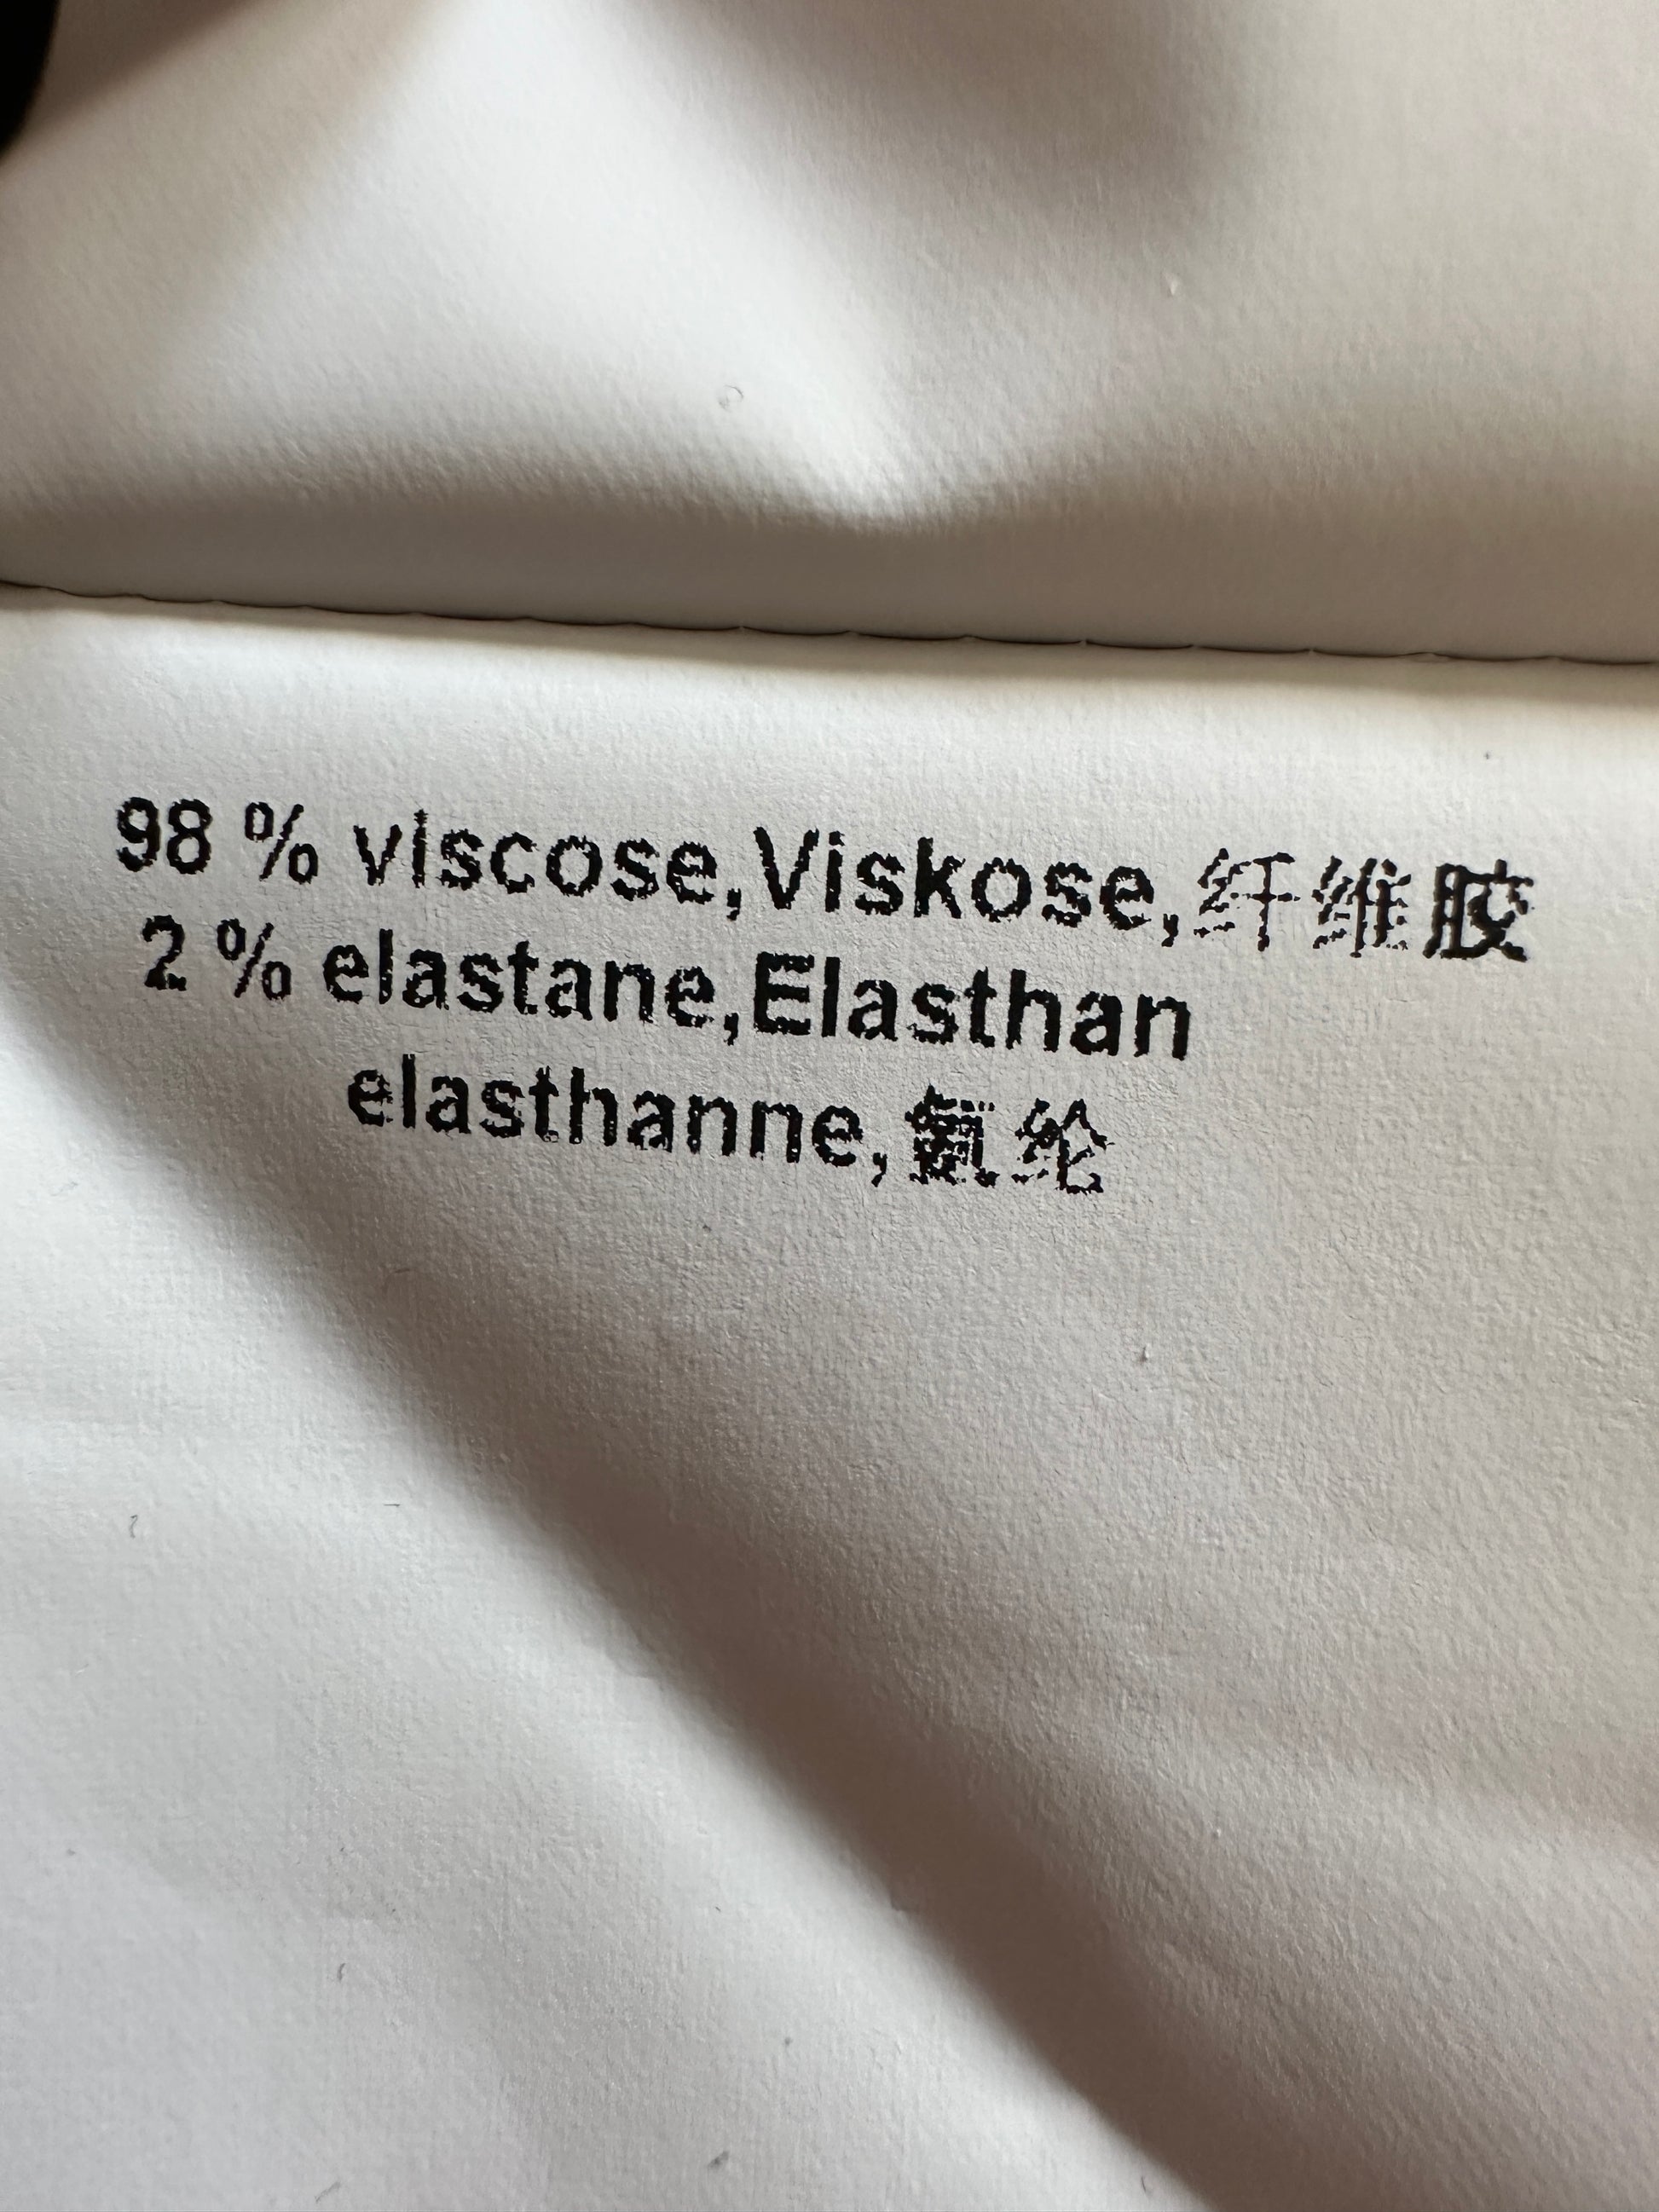 98 % viscose,Viskose,纤维胶
2 % elastane,Elasthan
elasthanne,氨纶